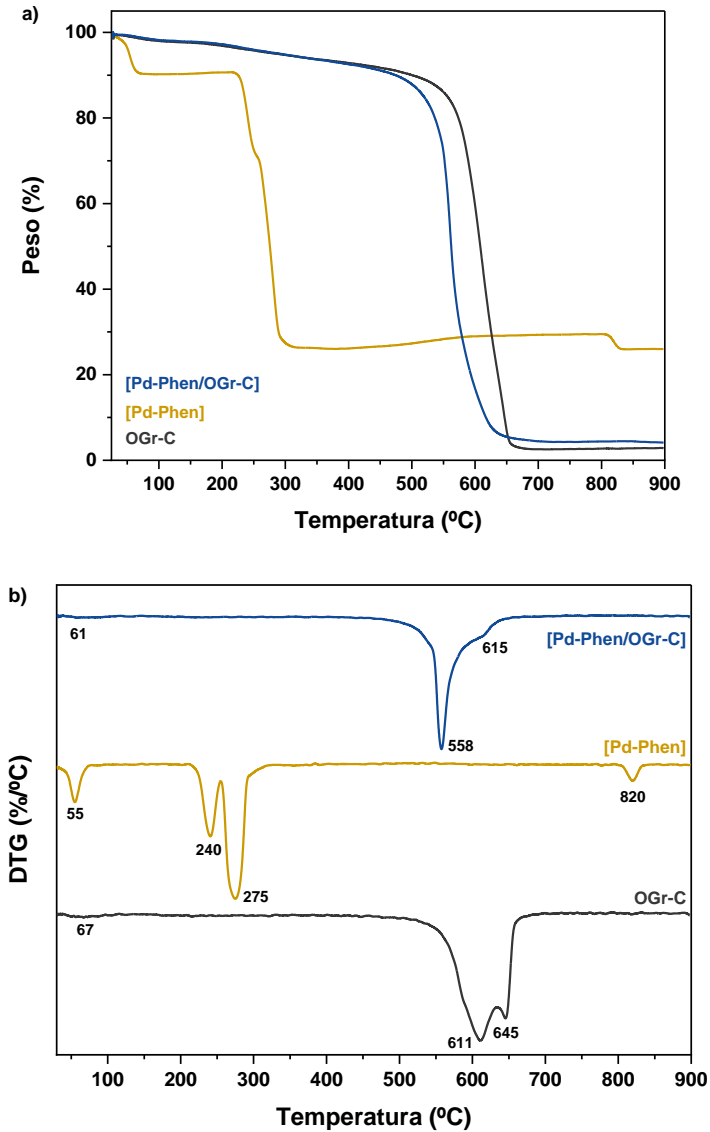 a)
100
80
60
40
20
0
Peso (%)
[Pd-Phen/OGr-C]
[Pd-Phen]
OGr-C
100 200 300 400 500 600 700 800 900
Temperatura (ºC)
b)
61
615
[Pd-Phen/OGr-C]
558
[Pd-Phen]
55
820
240
275
DTG (%/ºC)
OGr-C
67
611
645
100 200 300 400 500 600 700 800 900
Temperatura (ºC)